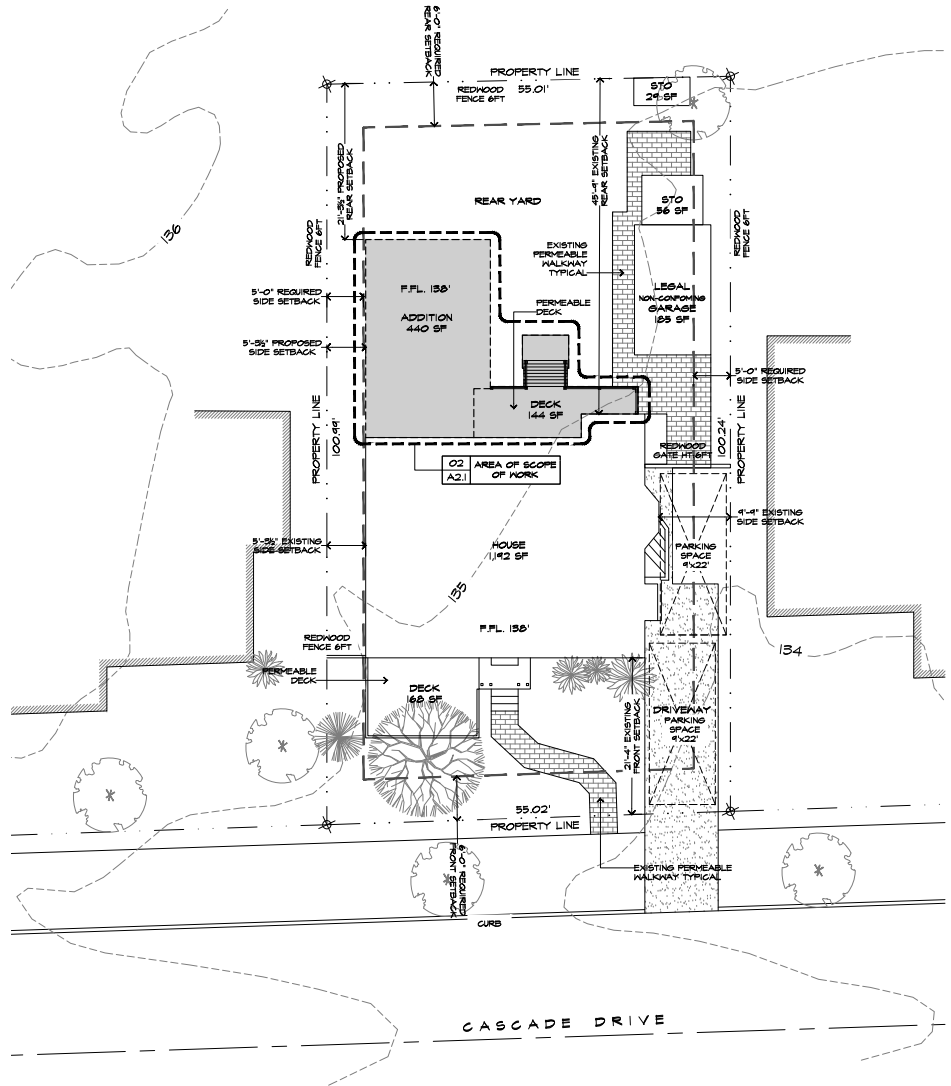 6'-0" REQUIRED
REAR SETBACK
PROPERTY LINE
55.01'
REDWOOD
FENCE 6FT
STO
29 SF
21'-5½" PROPOSED
REAR SETBACK
45'-9" EXISTING
REAR SETBACK
REAR YARD
STO
56 SF
136
REDWOOD
FENCE 6FT
REDWOOD
FENCE 6FT
EXISTING
PERMEABLE
WALKWAY
TYPICAL
5'-0" REQUIRED
SIDE SETBACK
F.FL. 138'
ADDITION
440 SF
PERMEABLE
DECK
LEGAL
NON-CONFOMING
GARAGE
185 SF
5'-5½" PROPOSED
SIDE SETBACK
5'-0" REQUIRED
SIDE SETBACK
DECK
144 SF
PROPERTY LINE
100.99'
100.24'
PROPERTY LINE
REDWOOD
GATE HT 6FT
02
A2.1
AREA OF SCOPE
OF WORK
9'-9" EXISTING
SIDE SETBACK
5'-5½" EXISTING
SIDE SETBACK
HOUSE
1,192 SF
PARKING
SPACE
9'x22'
135
F.FL. 138'
REDWOOD
FENCE 6FT
134
PERMEABLE
DECK
DECK
168 SF
21'-4" EXISTING
FRONT SETBACK
DRIVEWAY
PARKING
SPACE
9'x22'
55.02'
PROPERTY LINE
6'-0" REQUIRED
FRONT SETBACK
EXISTING PERMEABLE
WALKWAY TYPICAL
CURB
CASCADE DRIVE